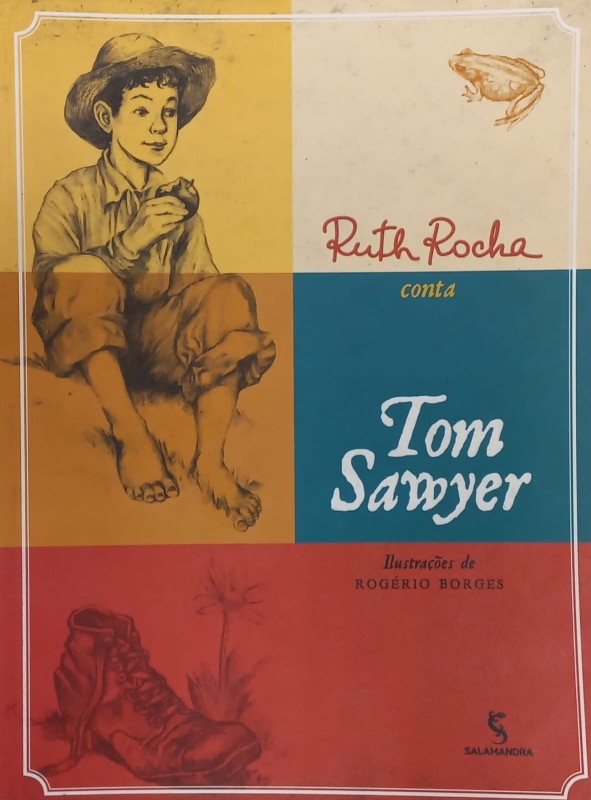 Ruth Rocha
conta
Tom
Sawyer
Ilustrações de
ROGÉRIO BORGES
SALAMANDRA